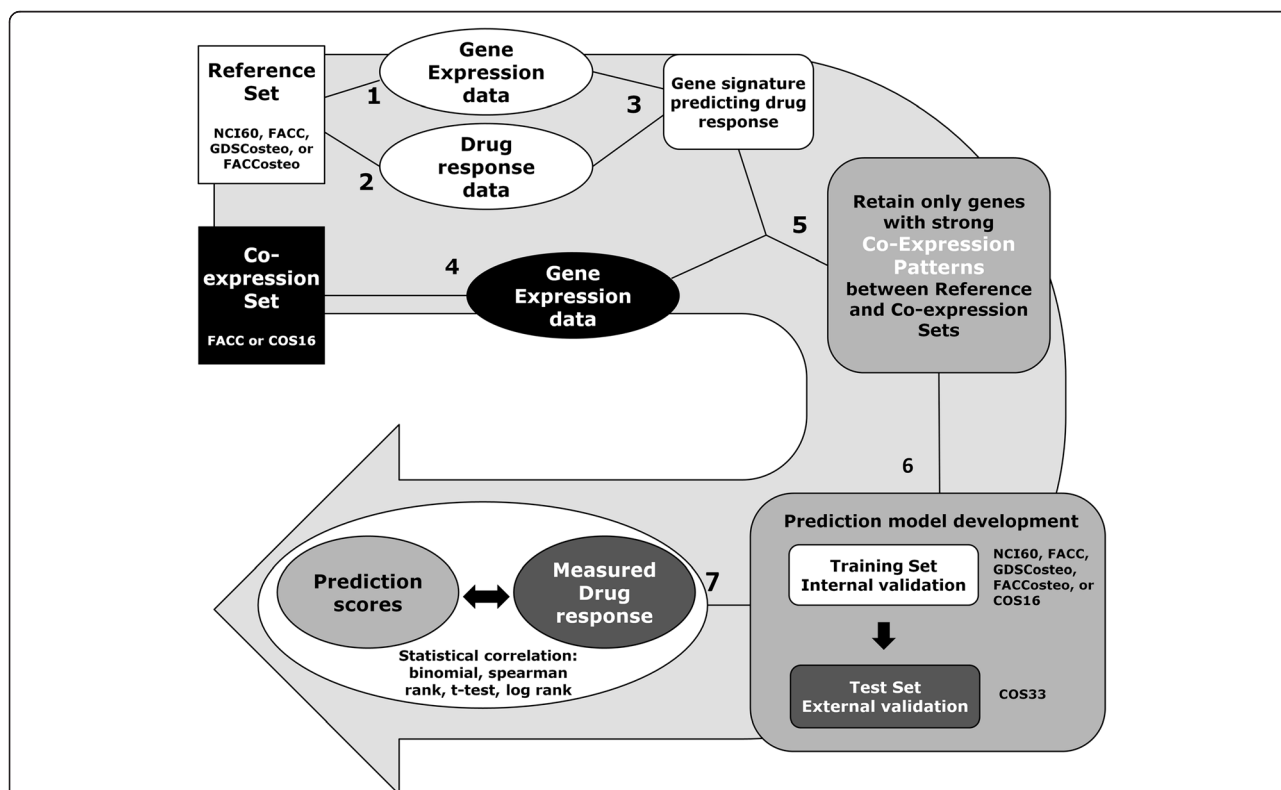 Reference
Set
NCI60, FACC,
GDSCosteo, or
FACCosteo
1
Gene
Expression
data
2
Drug
response
data
3
Gene signature
predicting drug
response
Co-
expression
Set
FACC or COS16
4
Gene
Expression
data
5
Retain only genes
with strong
Co-Expression
Patterns
between Reference
and Co-expression
Sets
6
Prediction model development
Training Set
Internal validation
NCI60, FACC,
GDSCosteo,
FACCosteo, or
COS16
Test Set
External validation
COS33
7
Prediction
scores
Measured
Drug
response
Statistical correlation:
binomial, spearman
rank, t-test, log rank